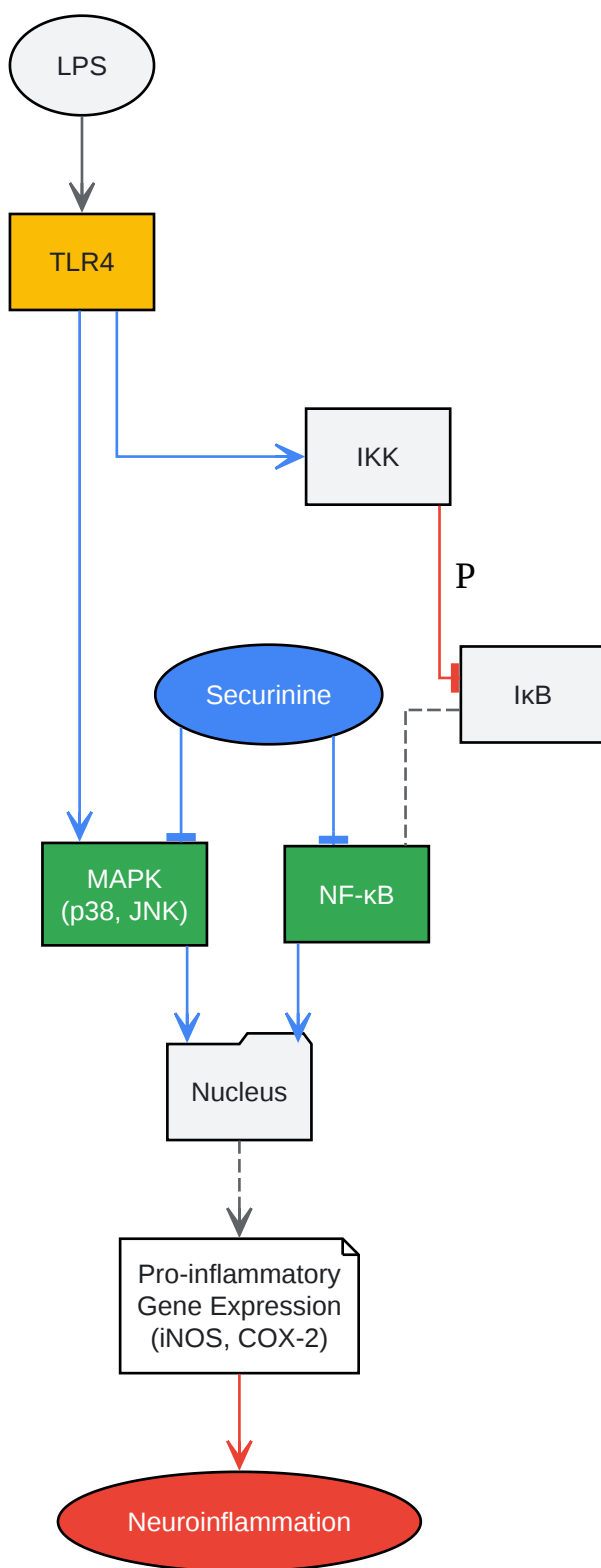 LPS
TLR4
IKK
P
Securinine
IκB
MAPK
(p38, JNK)
NF-κB
Nucleus
Pro-inflammatory
Gene Expression
(iNOS, COX-2)
Neuroinflammation